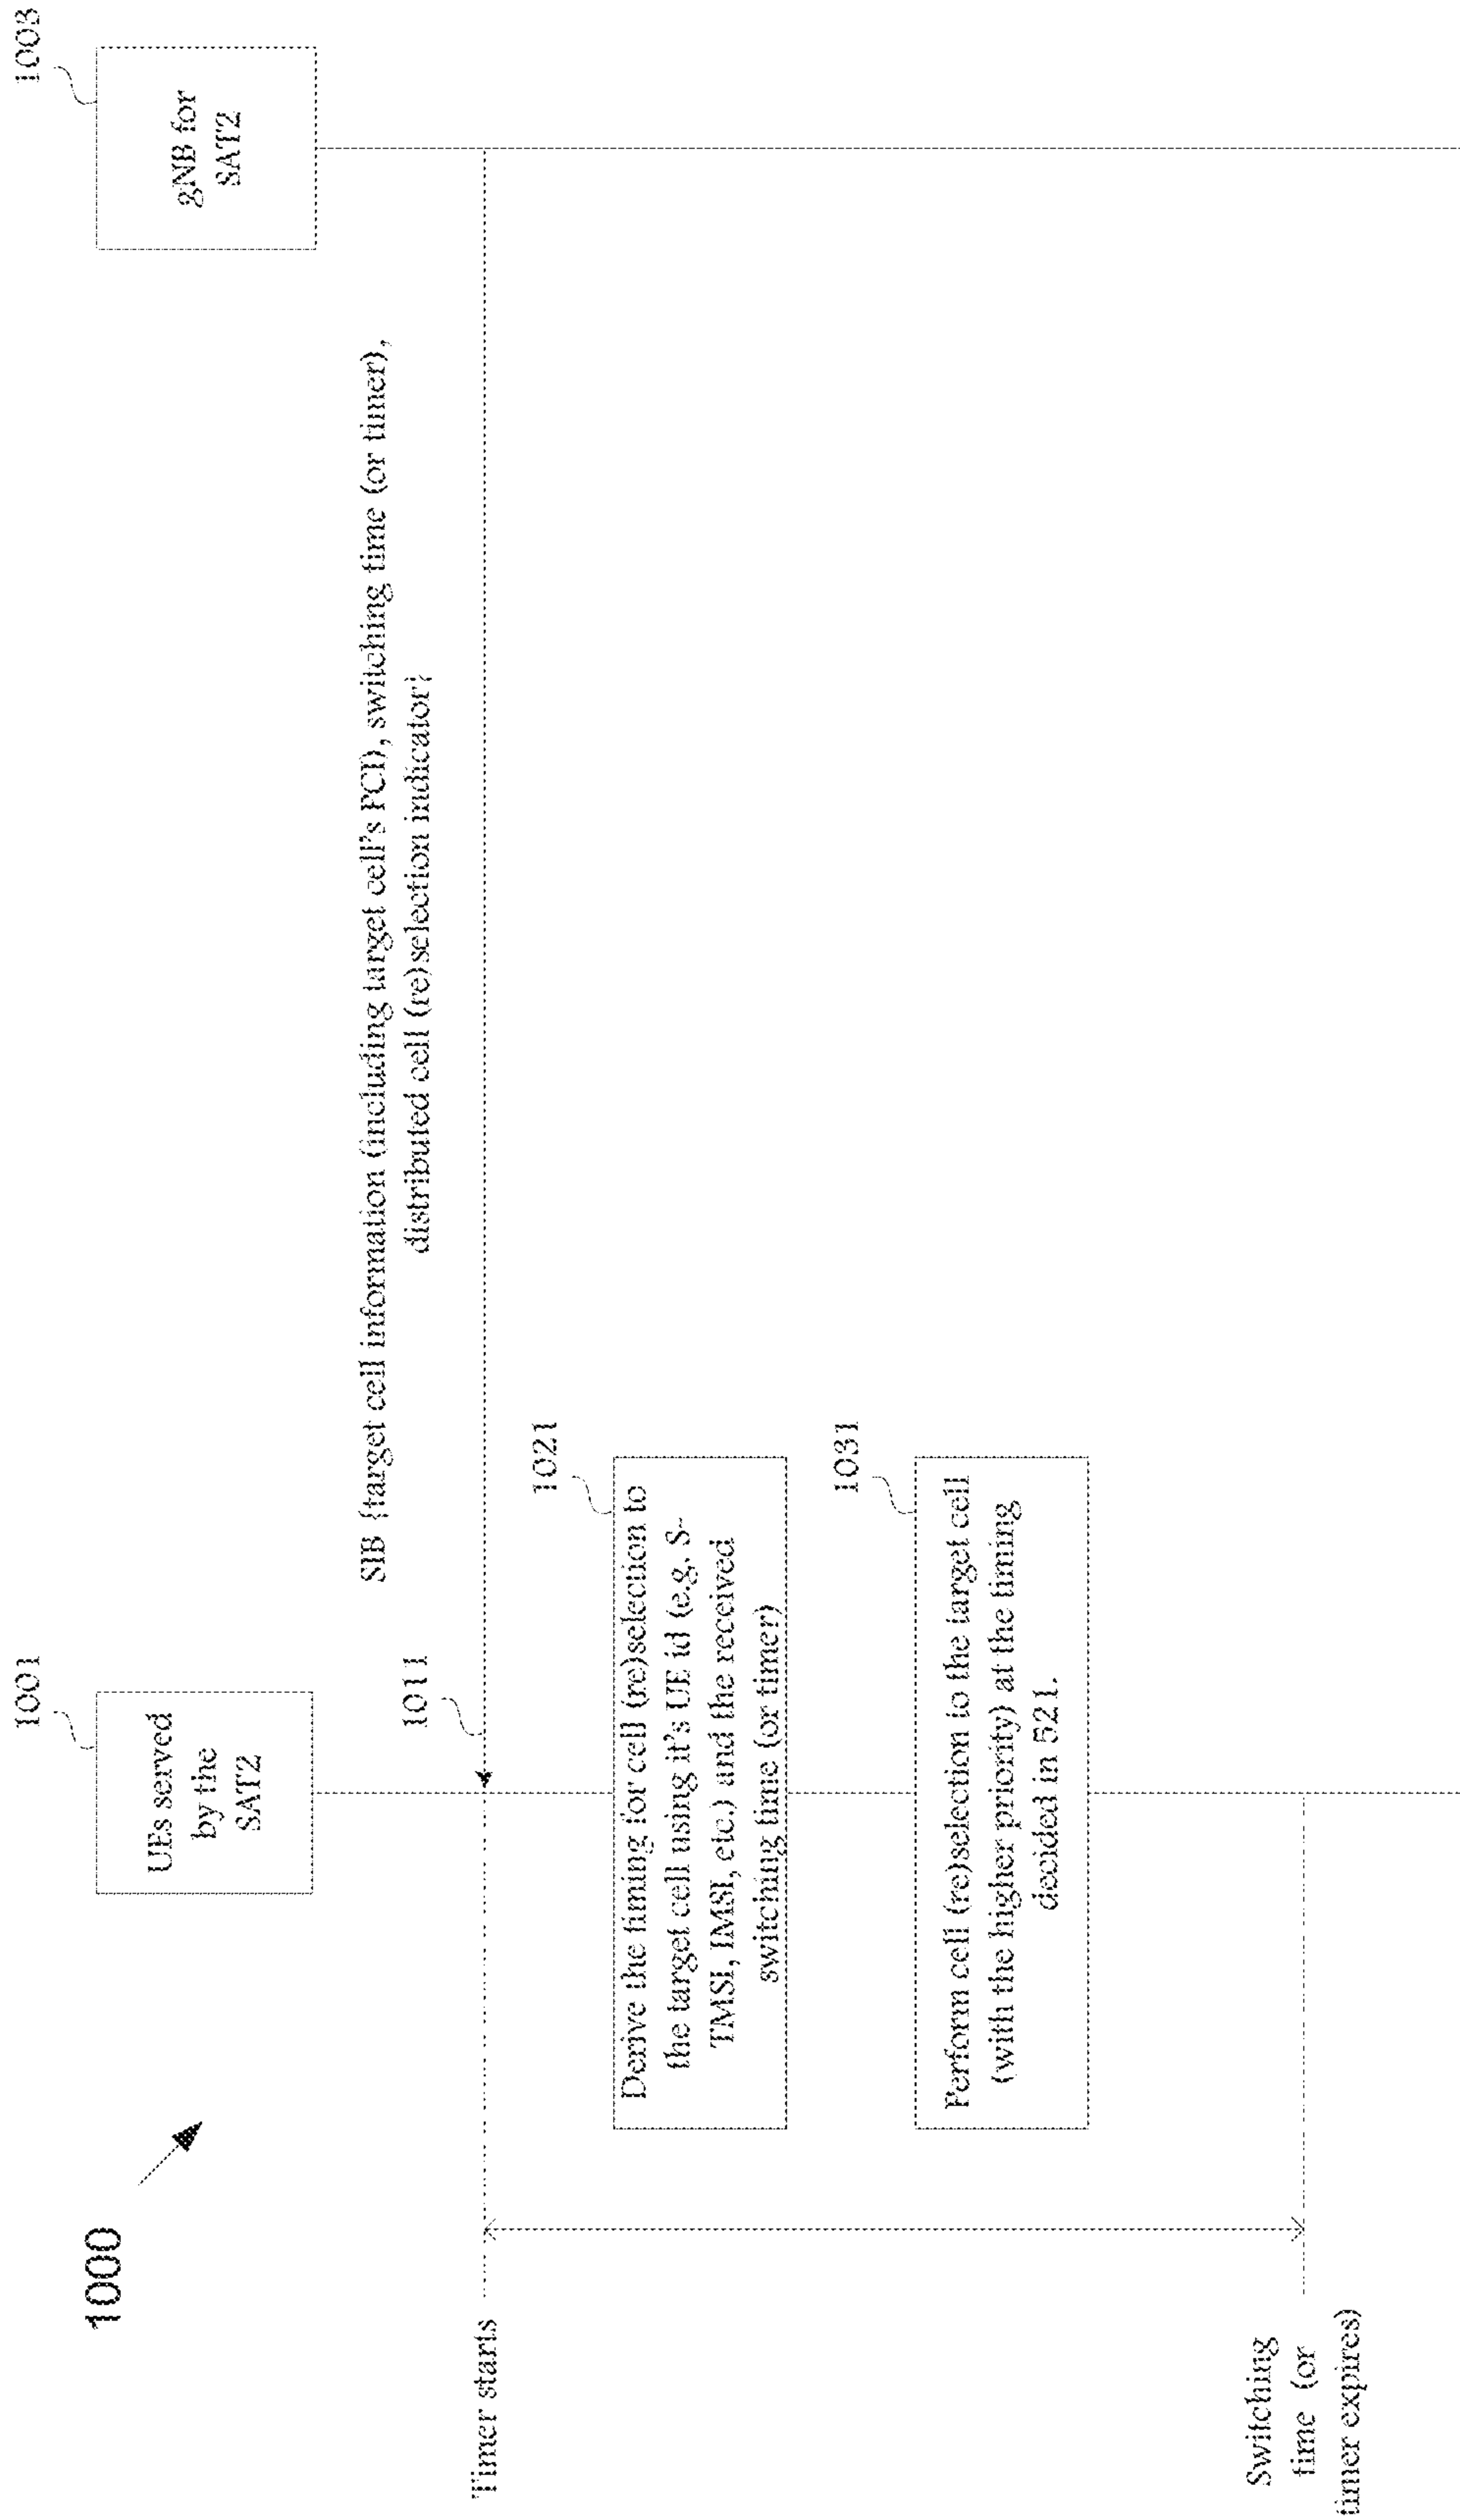 1000
1001
UEs served
by the
SAT2
1003
gNB for
SAT2
SIB {target cell information (including target cell's PCI), switching time (or timer),
distributed cell (re)selection indicator}
1011
Timer starts
1021
Derive the timing for cell (re)selection to
the target cell using it's UE id (e.g. S-
TMSI, IMSI, etc.) and the received
switching time (or timer)
1031
Perform cell (re)selection to the target cell
(with the higher priority) at the timing
decided in 521.
Switching
time (or
timer expires)